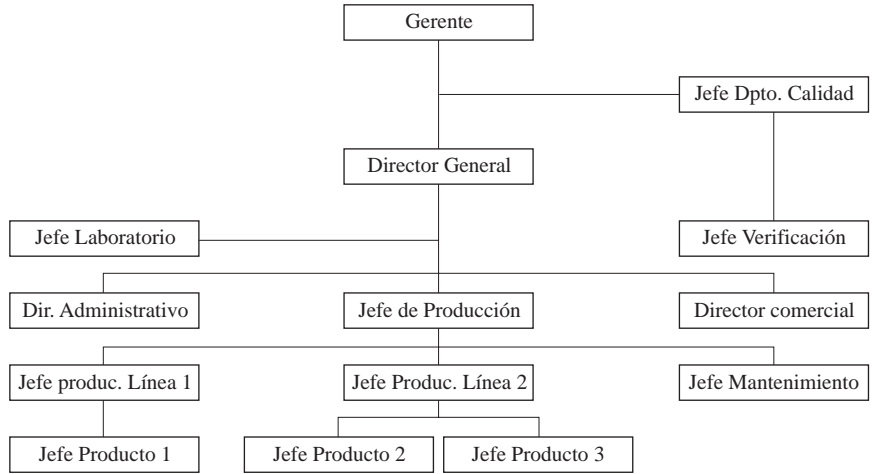 Gerente
Jefe Dpto. Calidad
Director General
Jefe Laboratorio
Jefe Verificación
Dir. Administrativo
Jefe de Producción
Director comercial
Jefe produc. Línea 1
Jefe Produc. Línea 2
Jefe Mantenimiento
Jefe Producto 1
Jefe Producto 2
Jefe Producto 3